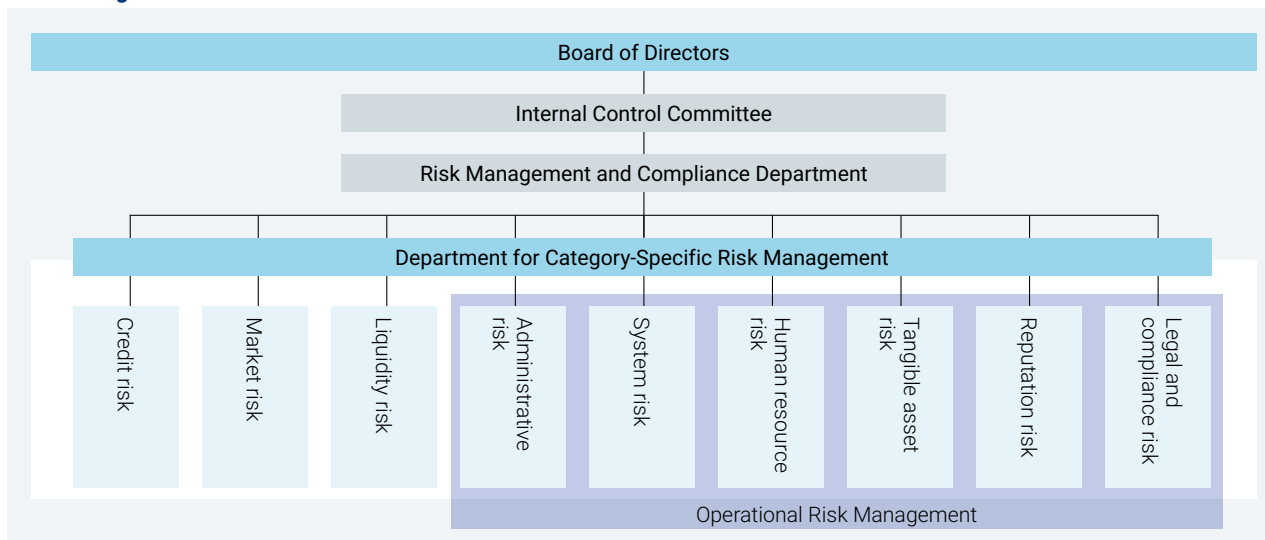 Board of Directors
Internal Control Committee
Risk Management and Compliance Department
Department for Category-Specific Risk Management
Credit risk
Market risk
Liquidity risk
Administrative
risk
System risk
Human resource
risk
Tangible asset
risk
Reputation risk
Legal and
compliance risk
Operational Risk Management